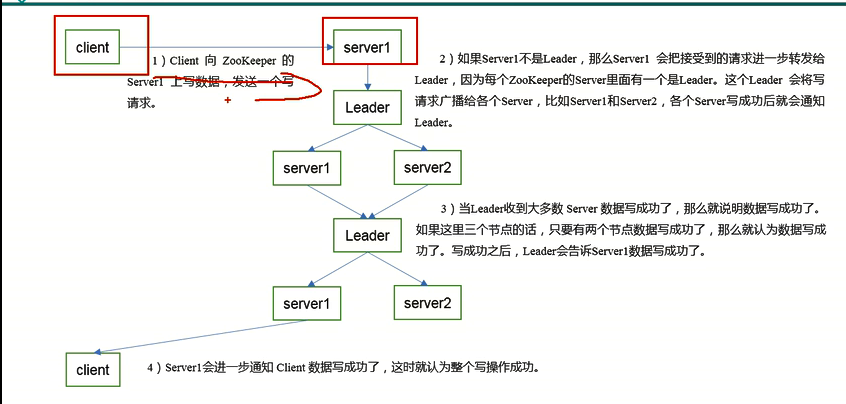 client
server1
1）Client 向 ZooKeeper 的
Server1 上写数据，发送一个写
请求。
2）如果Server1不是Leader，那么Server1 会把接受到的请求进一步转发给
Leader，因为每个ZooKeeper的Server里面有一个是Leader。这个Leader 会将写
请求广播给各个Server，比如Server1和Server2，各个Server写成功后就会通知
Leader。
Leader
server1
server2
3）当Leader收到大多数 Server 数据写成功了，那么就说明数据写成功了。
如果这里三个节点的话，只要有两个节点数据写成功了，那么就认为数据写成
功了。写成功之后，Leader会告诉Server1数据写成功了。
Leader
server1
server2
client
4）Server1会进一步通知 Client 数据写成功了，这时就认为整个写操作成功。